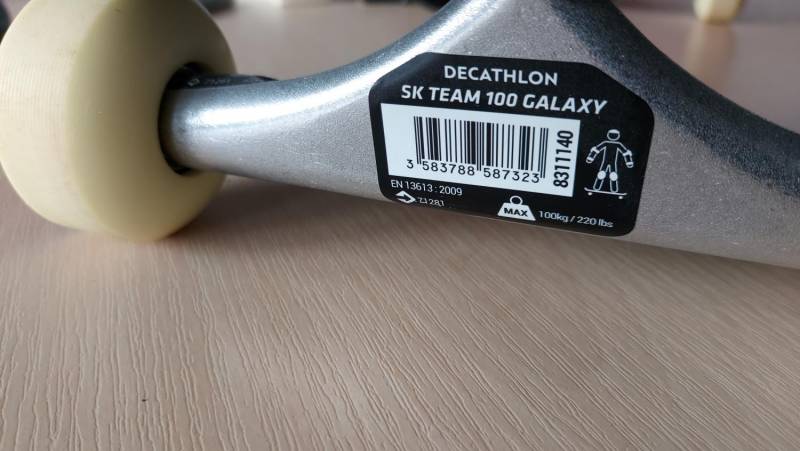 DECATHLON
SK TEAM 100 GALAXY
3 583788 587323
8311140
EN 13613 : 2009
MAX 100kg / 220 lbs